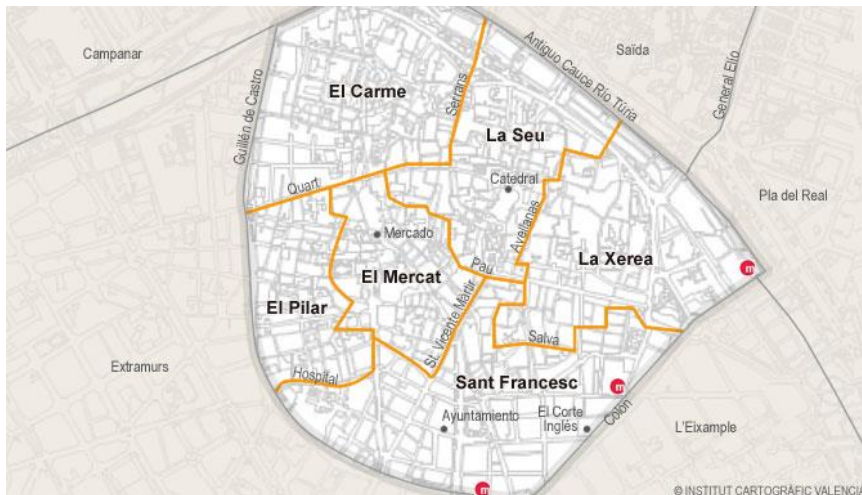 Campanar
Saïda
Antiguo Cauce Río Túria
General Elío
El Carme
Serrans
Guillén de Castro
La Seu
Catedral
Quart
Avellanas
Pla del Real
Mercado
La Xerea
m
Pau
El Mercat
El Pilar
St. Vicente Mártir
Salva
Extramurs
Hospital
Sant Francesc
m
Colón
Ayuntamiento
El Corte
Inglés
L'Eixample
m
© INSTITUT CARTOGRÀFIC VALENCIÀ